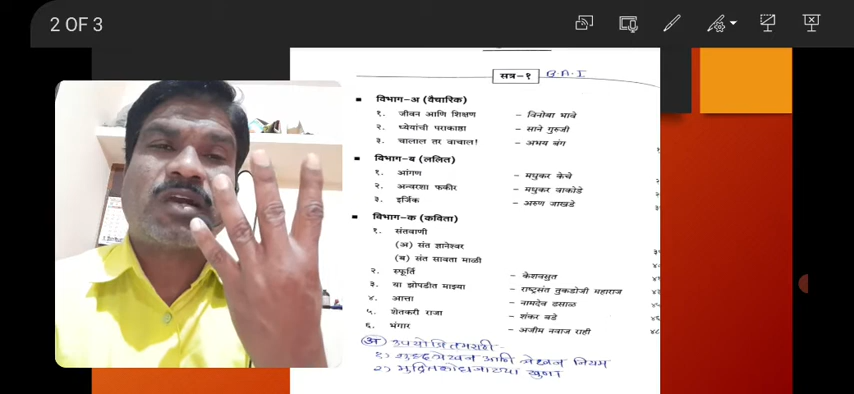 2 OF 3
सत्र-१ B.A.I
विभाग-अ (वैचारिक)
१. जीवन आणि शिक्षण - विनोबा भावे
२. ध्येयांची पराकाष्ठा - साने गुरुजी
३. चालाल तर वाचाल! - अभय बंग
विभाग-ब (ललित)
१. आंगण - मधुकर केचे
२. अन्वरशा फकीर - मधुकर वाकोडे
३. इर्जिक - अरुण जाखडे
विभाग-क (कविता)
१. संतवाणी
(अ) संत ज्ञानेश्वर
(ब) संत सावता माळी
२. स्फूर्ति - केशवसुत
३. या झोपडीत माझ्या - राष्ट्रसंत तुकडोजी महाराज
४. आत्ता - नामदेव ढसाळ
५. शेतकरी राजा - शंकर बडे
६. भंगार - अजीम नवाज राही ४८
(अ) उपयोजित मराठी -
१) शुद्धलेखन आणि लेखन नियम
२) मुद्रितशोधनाच्या खुणा